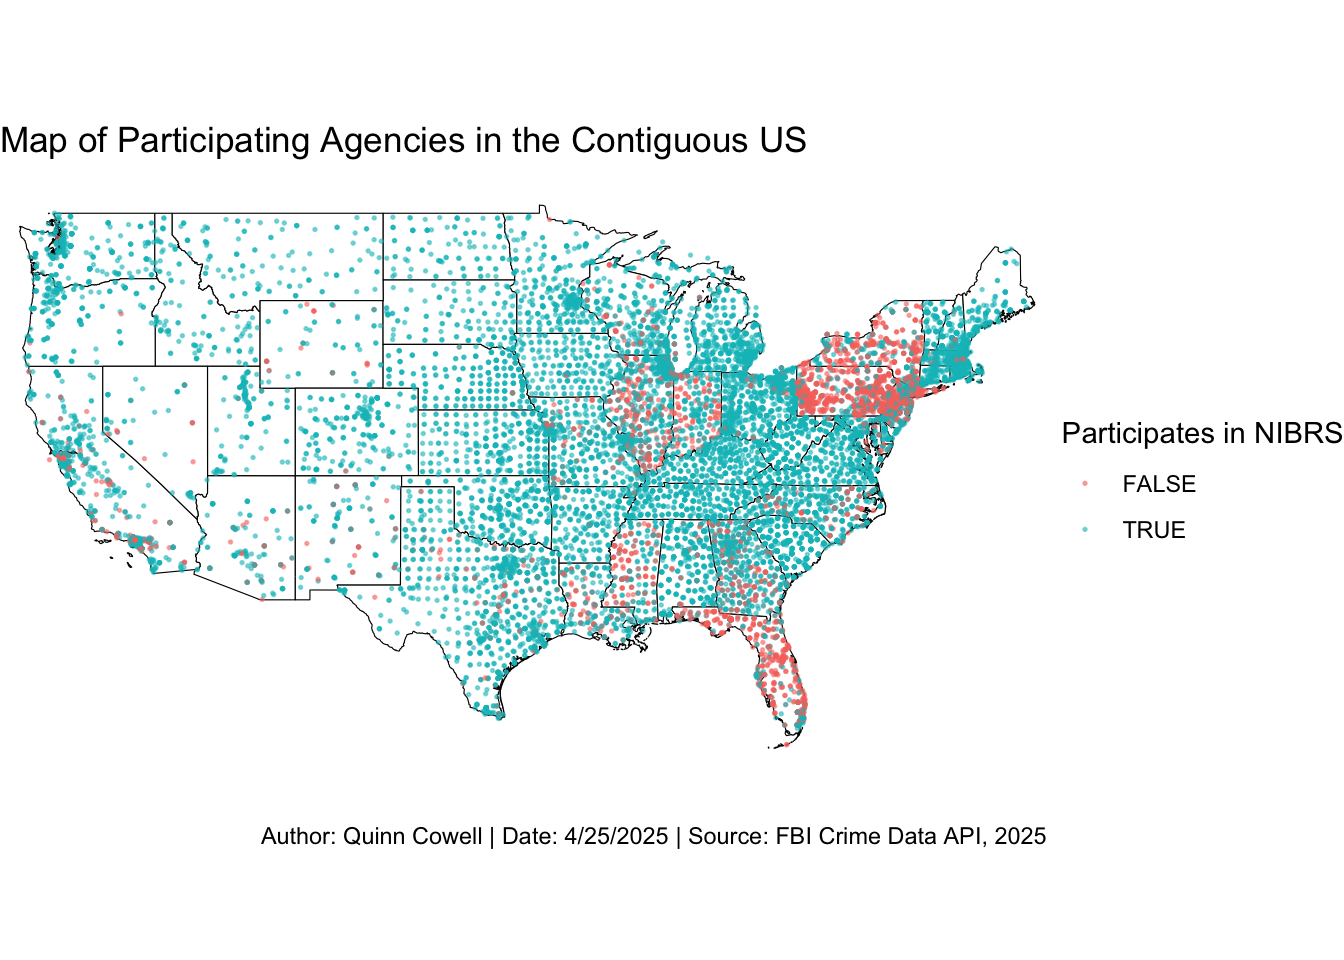 Map of Participating Agencies in the Contiguous US
Participates in NIBRS
FALSE
TRUE
Author: Quinn Cowell | Date: 4/25/2025 | Source: FBI Crime Data API, 2025